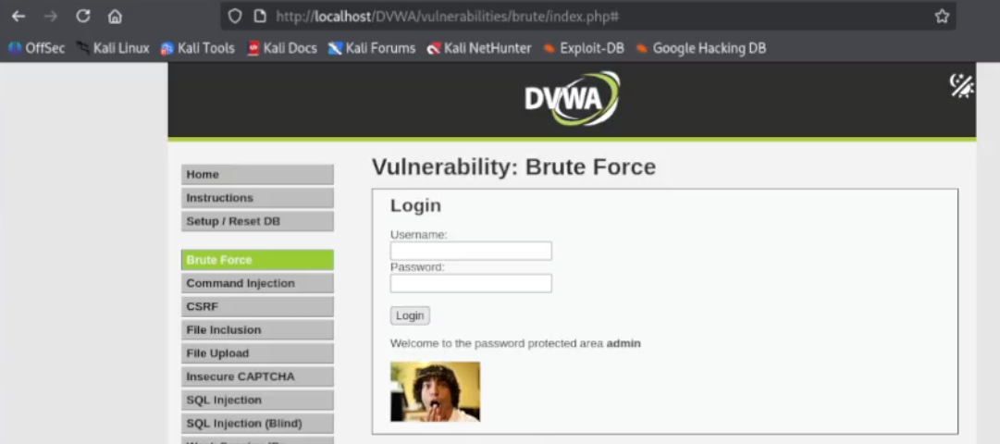 http://localhost/DVWA/vulnerabilities/brute/index.php#
OffSec Kali Linux Kali Tools Kali Docs Kali Forums Kali NetHunter Exploit-DB Google Hacking DB
DVWA
Home
Instructions
Setup / Reset DB
Brute Force
Command Injection
CSRF
File Inclusion
File Upload
Insecure CAPTCHA
SQL Injection
SQL Injection (Blind)
Vulnerability: Brute Force
Login
Username:
Password:
Login
Welcome to the password protected area admin